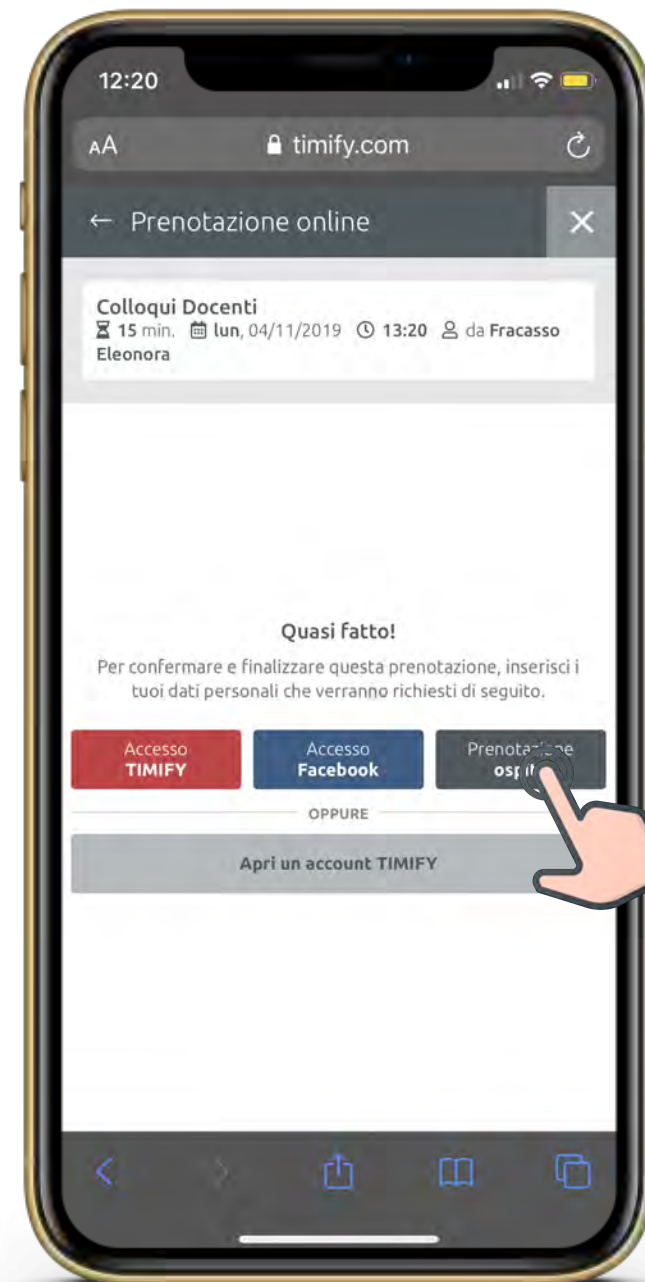 12:20
AA timify.com
← Prenotazione online ×
Colloqui Docenti
15 min. lun, 04/11/2019 13:20 da Fracasso
Eleonora
Quasi fatto!
Per confermare e finalizzare questa prenotazione, inserisci i
tuoi dati personali che verranno richiesti di seguito.
Accesso
TIMIFY
Accesso
Facebook
Prenotazione
OPPURE
Apri un account TIMIFY